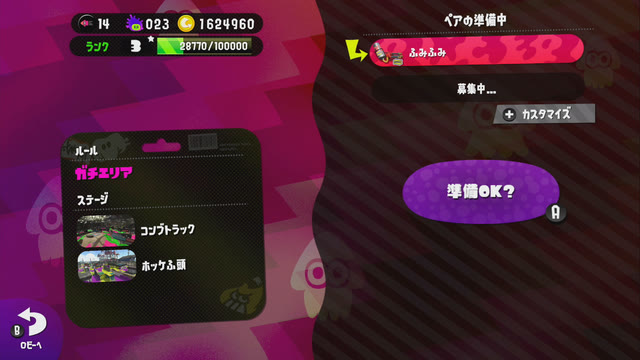 14 023 1624960
ランク 3 28770/100000
ルール
ガチエリア
ステージ
コンブトラック
ホッケふ頭
B
ロビーへ
ペアの準備中
ふみふみ
募集中...
+ カスタマイズ
準備OK?
A